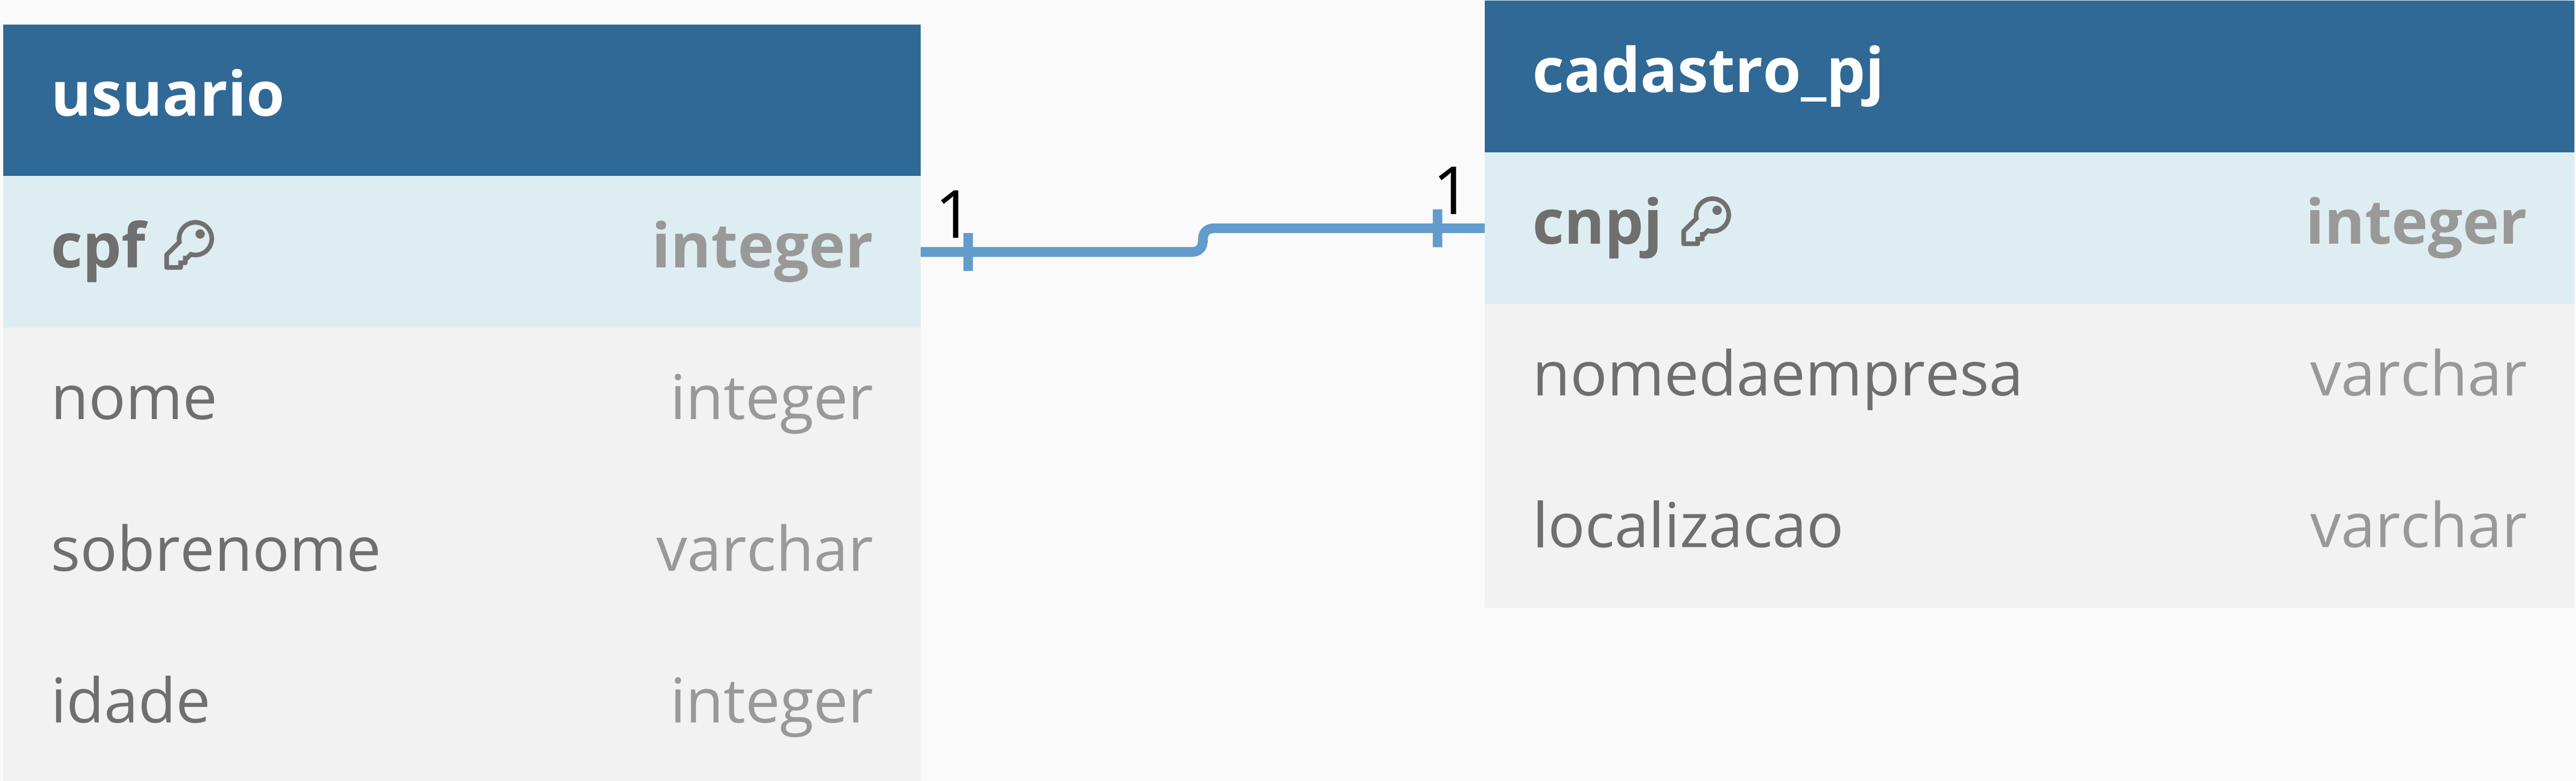 usuario
cpf integer
nome integer
sobrenome varchar
idade integer
1
1
cadastro_pj
cnpj integer
nomedaempresa varchar
localizacao varchar